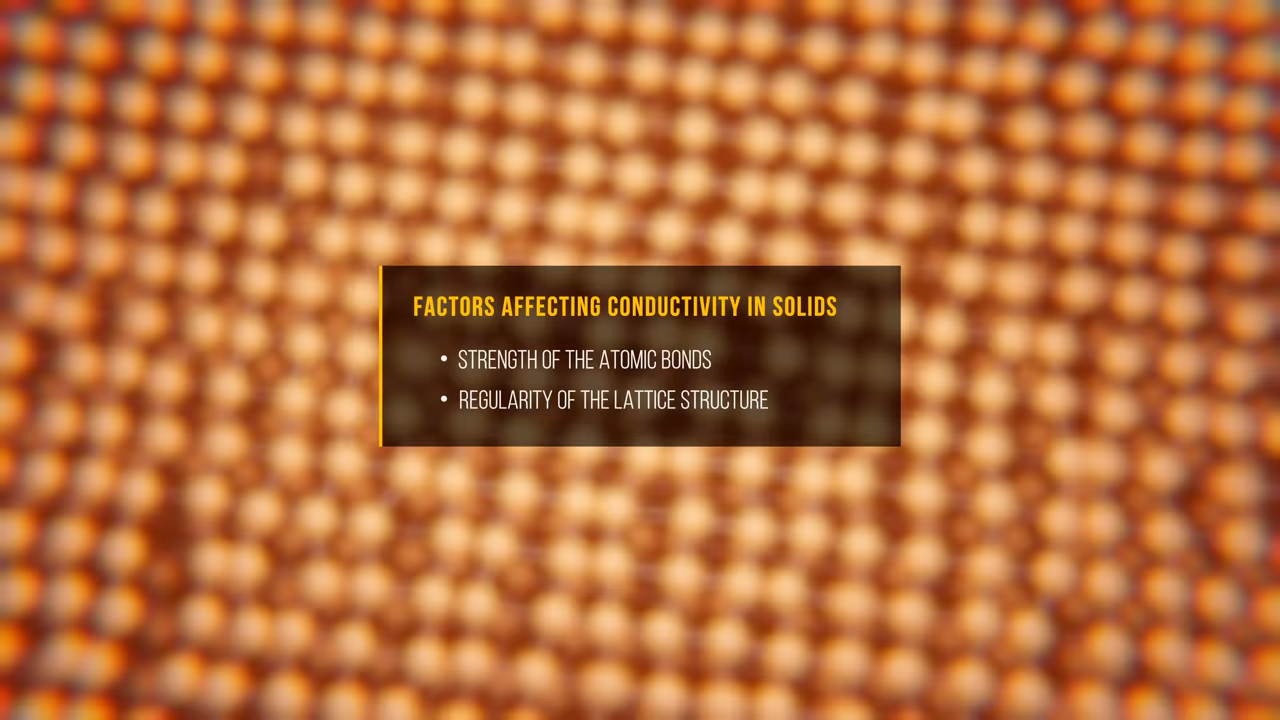 FACTORS AFFECTING CONDUCTIVITY IN SOLIDS
• STRENGTH OF THE ATOMIC BONDS
• REGULARITY OF THE LATTICE STRUCTURE